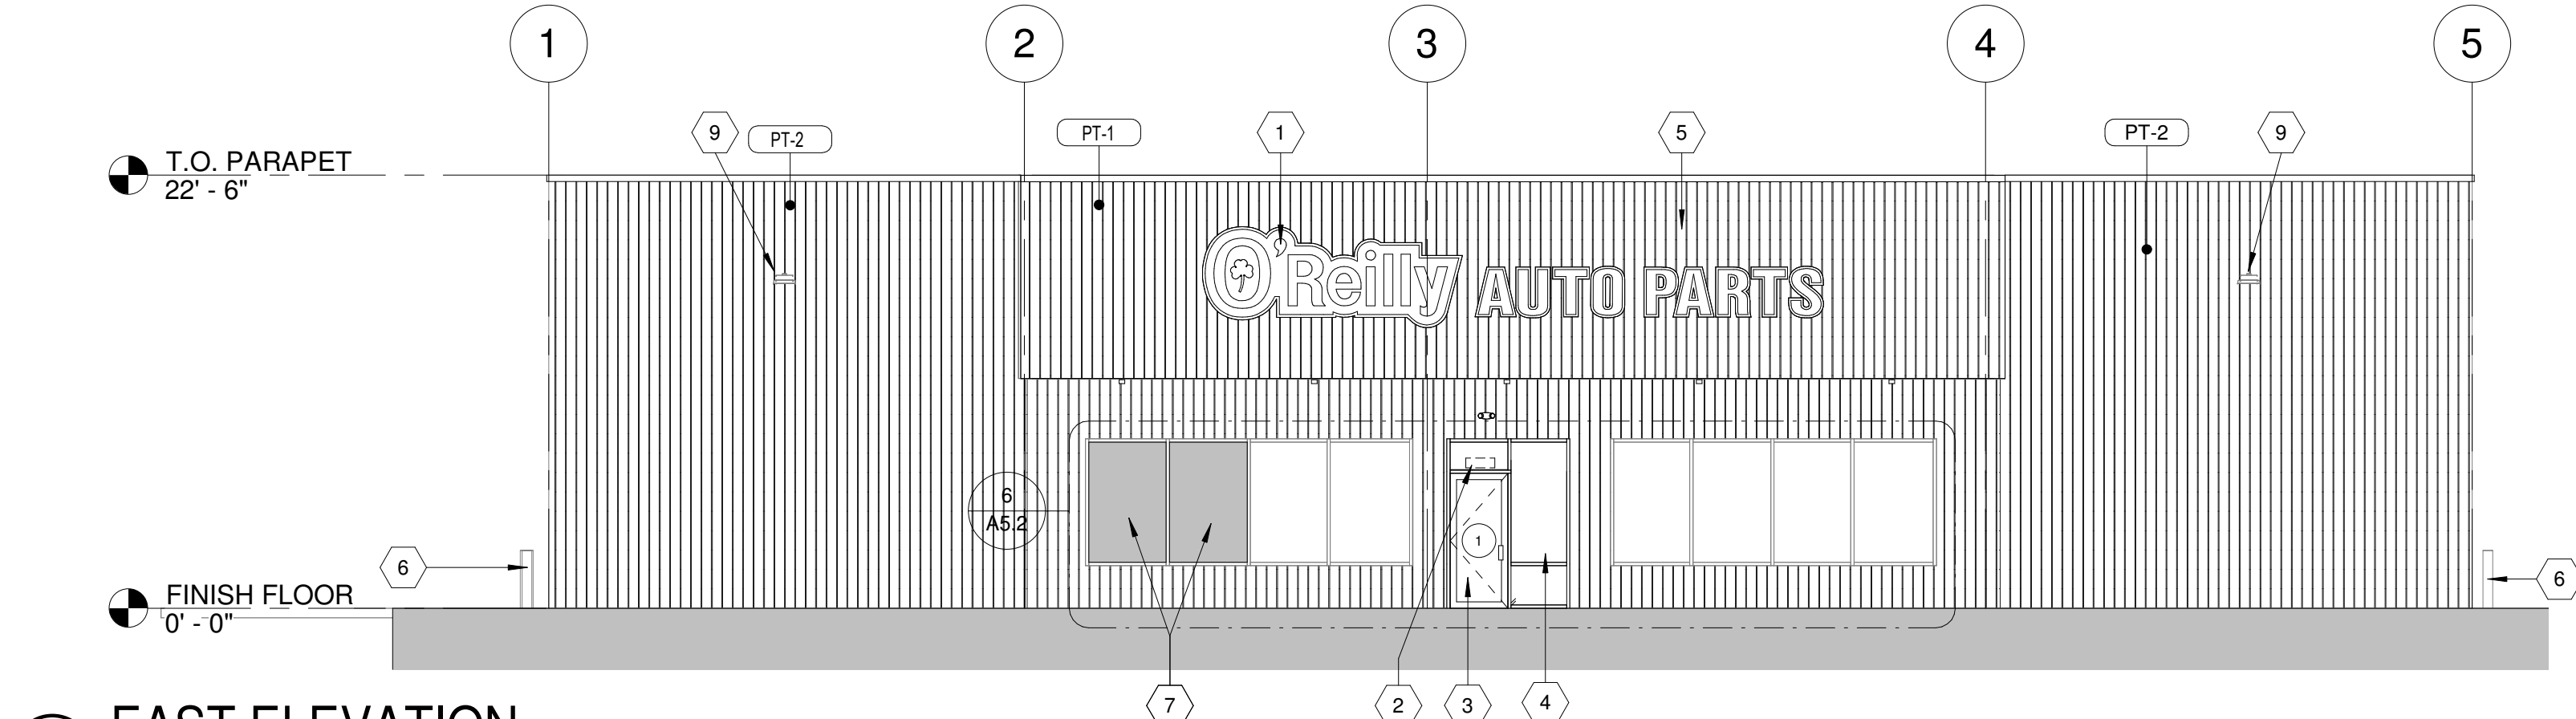 1 2 3 4 5
9 PT-2 PT-1 1 5 PT-2 9
T.O. PARAPET
22' - 6"
O'Reilly AUTO PARTS
6
A5.2
1
6
6
FINISH FLOOR
0' - 0"
7 2 3 4
EAST ELEVATION